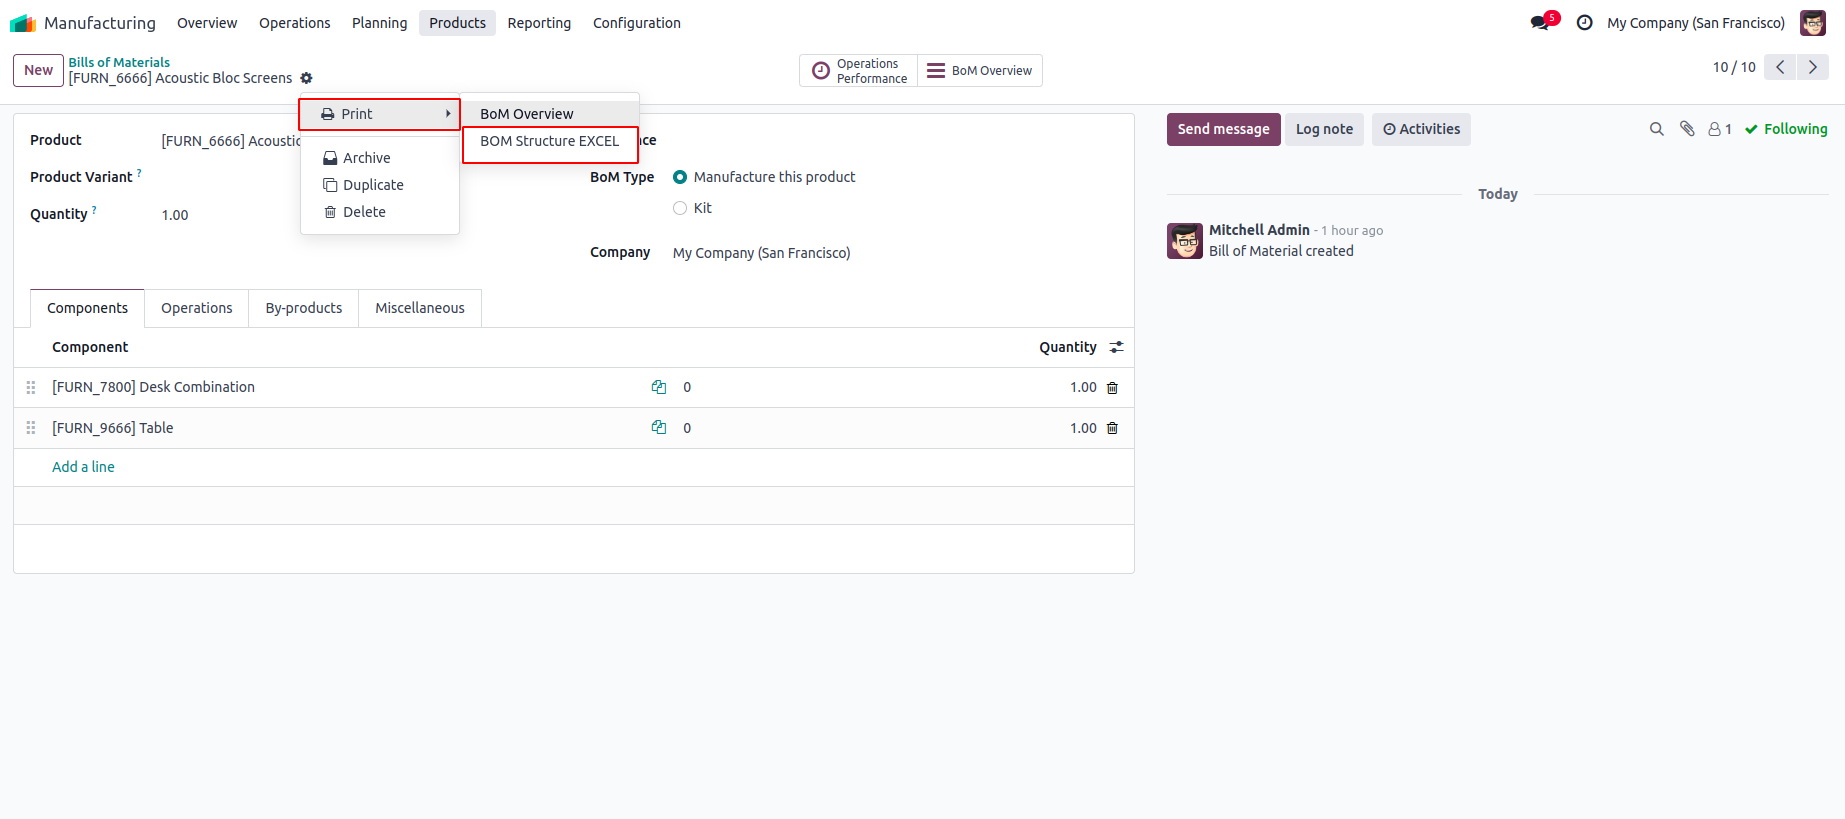 Manufacturing Overview Operations Planning Products Reporting Configuration 5 My Company (San Francisco)
New Bills of Materials
[FURN_6666] Acoustic Bloc Screens
Operations Performance
BoM Overview
10 / 10
Print
BoM Overview
BOM Structure EXCEL
Archive
Duplicate
Delete
Product [FURN_6666] Acoustic
Product Variant ?
Quantity ? 1.00
BoM Type Manufacture this product
Kit
Company My Company (San Francisco)
Send message Log note Activities 1 Following
Today
Mitchell Admin - 1 hour ago
Bill of Material created
Components Operations By-products Miscellaneous
Component Quantity
[FURN_7800] Desk Combination 0 1.00
[FURN_9666] Table 0 1.00
Add a line